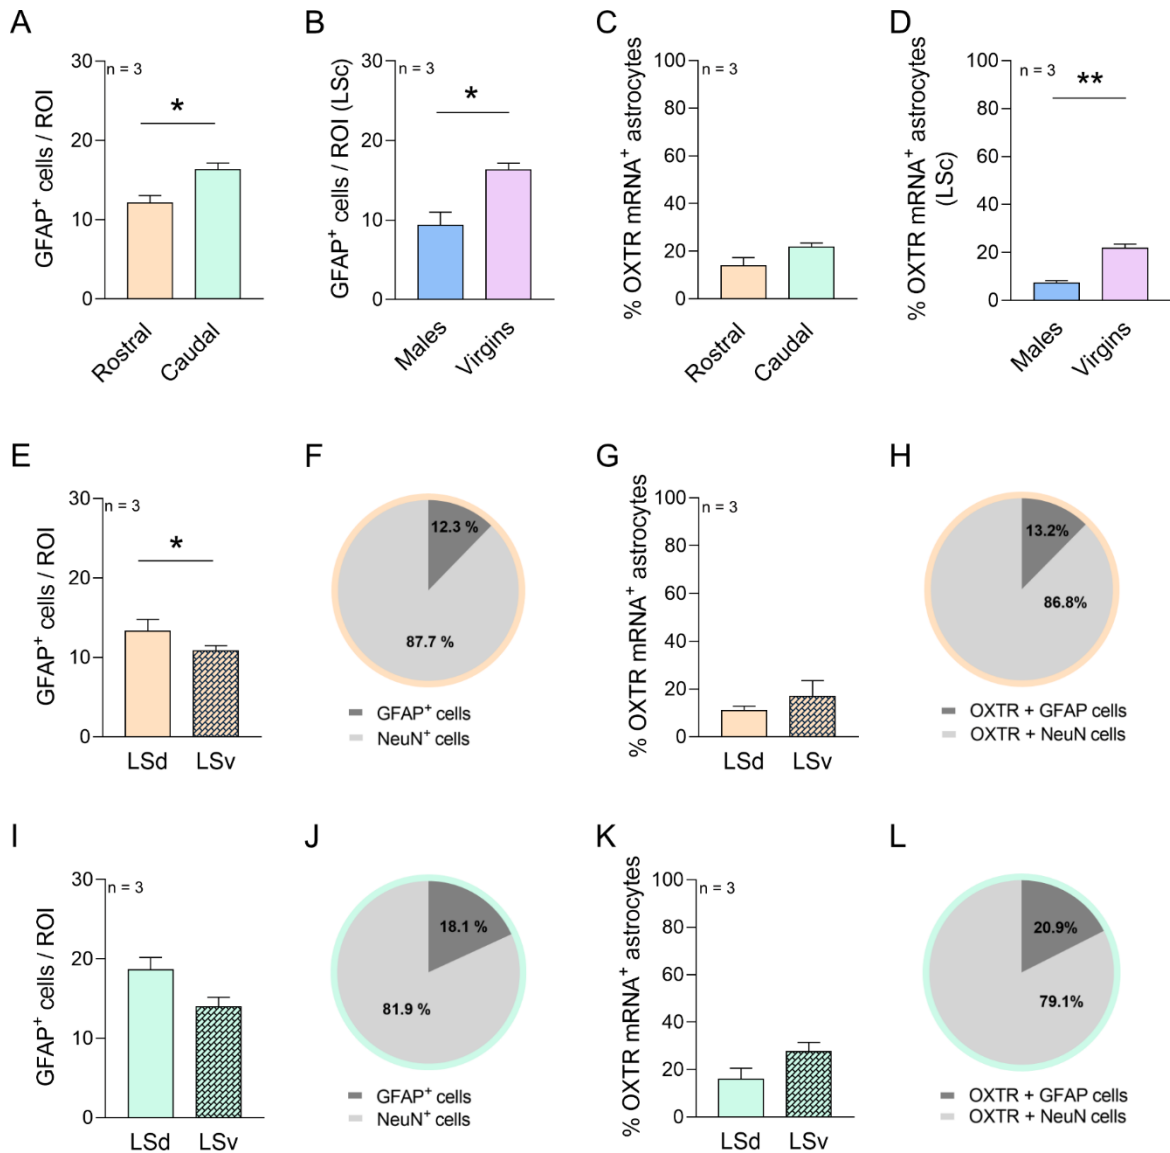 A
GFAP⁺ cells / ROI
30
20
10
0
n = 3
*
Rostral
Caudal
B
GFAP⁺ cells / ROI (LSc)
30
20
10
0
n = 3
*
Males
Virgins
C
% OXTR mRNA⁺ astrocytes
100
80
60
40
20
0
n = 3
Rostral
Caudal
D
% OXTR mRNA⁺ astrocytes
(LSc)
100
80
60
40
20
0
n = 3
**
Males
Virgins
E
GFAP⁺ cells / ROI
30
20
10
0
n = 3
*
LSd
LSv
F
12.3 %
87.7 %
GFAP⁺ cells
NeuN⁺ cells
G
% OXTR mRNA⁺ astrocytes
100
80
60
40
20
0
n = 3
LSd
LSv
H
13.2%
86.8%
OXTR + GFAP cells
OXTR + NeuN cells
I
GFAP⁺ cells / ROI
30
20
10
0
n = 3
LSd
LSv
J
18.1 %
81.9 %
GFAP⁺ cells
NeuN⁺ cells
K
% OXTR mRNA⁺ astrocytes
100
80
60
40
20
0
n = 3
LSd
LSv
L
20.9%
79.1%
OXTR + GFAP cells
OXTR + NeuN cells